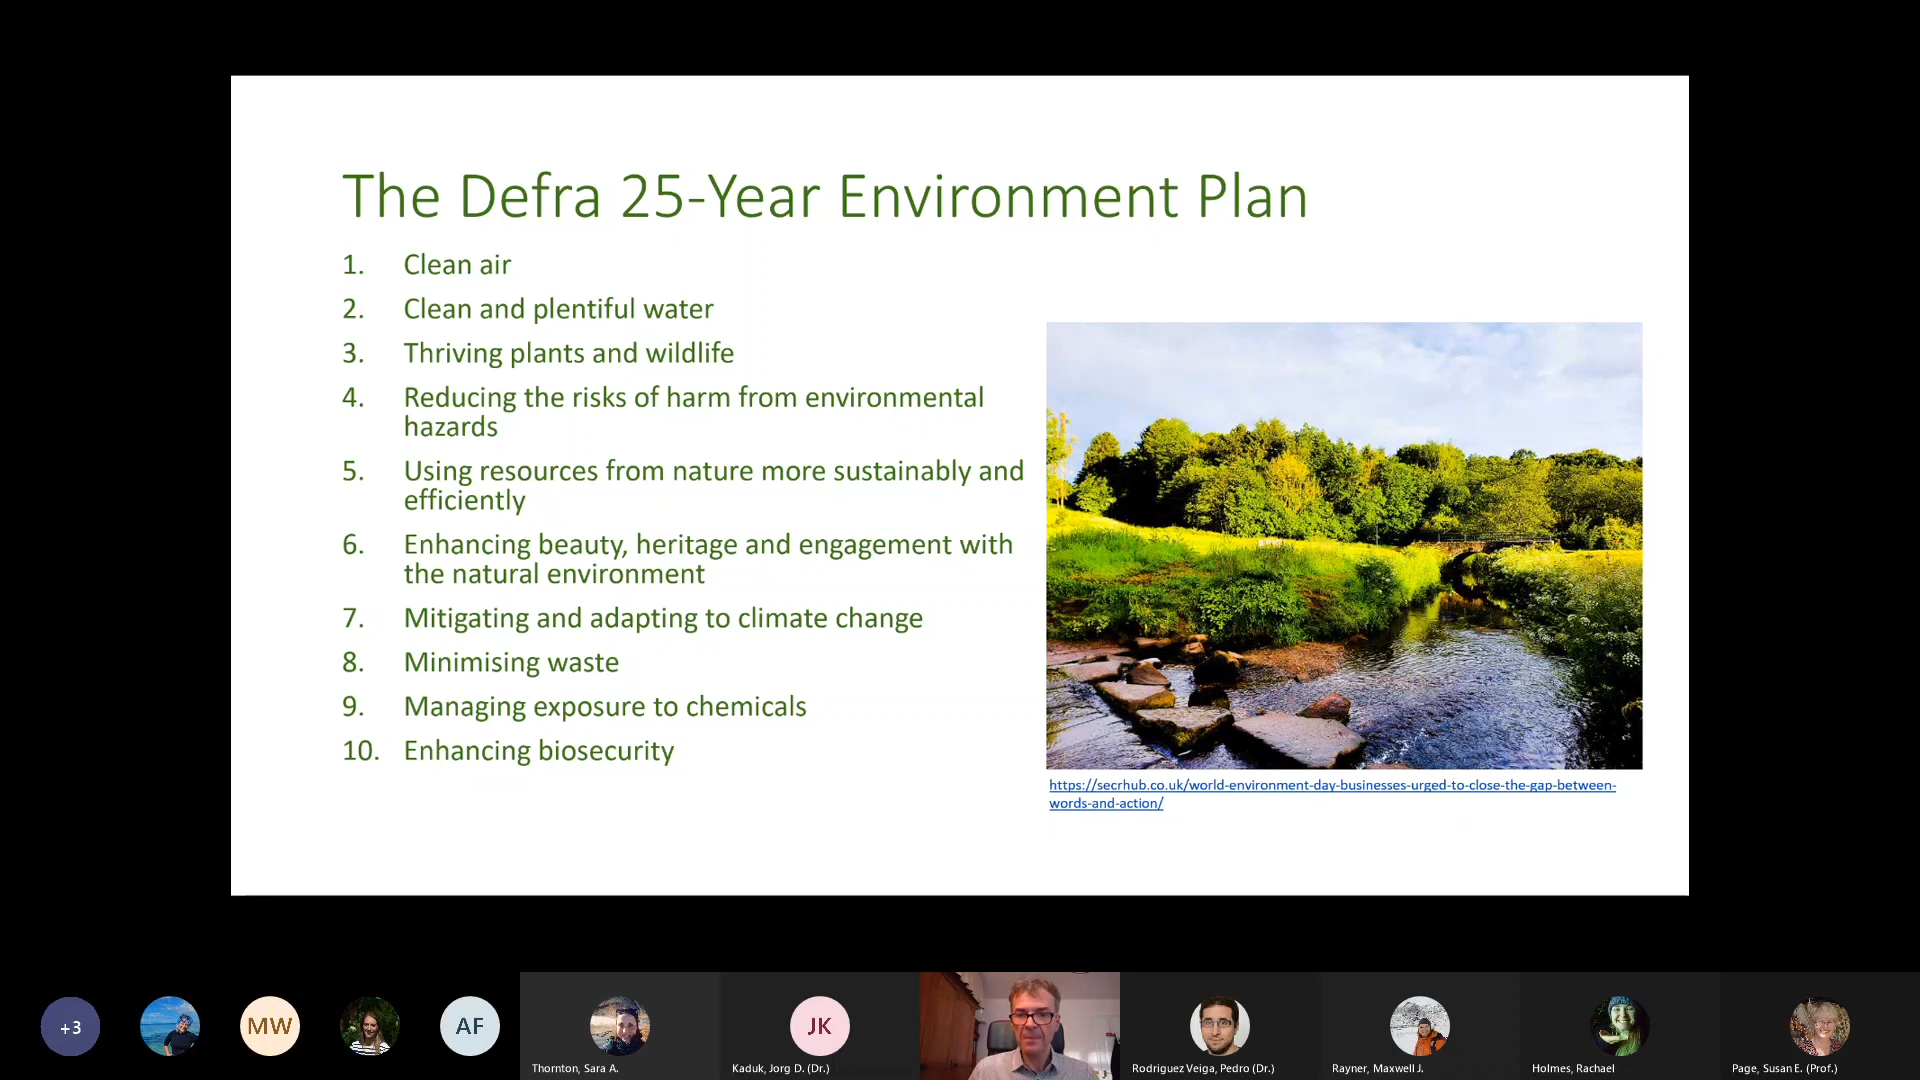 The Defra 25-Year Environment Plan
1. Clean air
2. Clean and plentiful water
3. Thriving plants and wildlife
4. Reducing the risks of harm from environmental
hazards
5. Using resources from nature more sustainably and
efficiently
6. Enhancing beauty, heritage and engagement with
the natural environment
7. Mitigating and adapting to climate change
8. Minimising waste
9. Managing exposure to chemicals
10. Enhancing biosecurity
https://secrhub.co.uk/world-environment-day-businesses-urged-to-close-the-gap-between-
words-and-action/
+3
MW
AF
JK
Thornton, Sara A.
Kaduk, Jorg D. (Dr.)
Rodriguez Veiga, Pedro (Dr.)
Rayner, Maxwell J.
Holmes, Rachael
Page, Susan E. (Prof.)